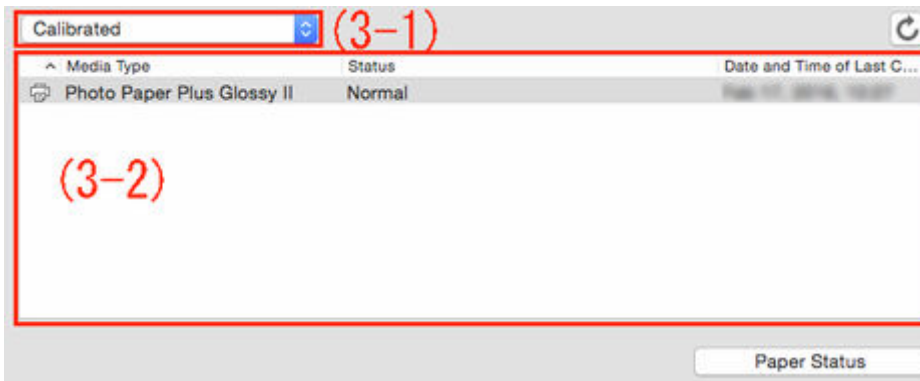 Calibrated (3-1)
Media Type Status Date and Time of Last C...
Photo Paper Plus Glossy II Normal
(3-2)
Paper Status